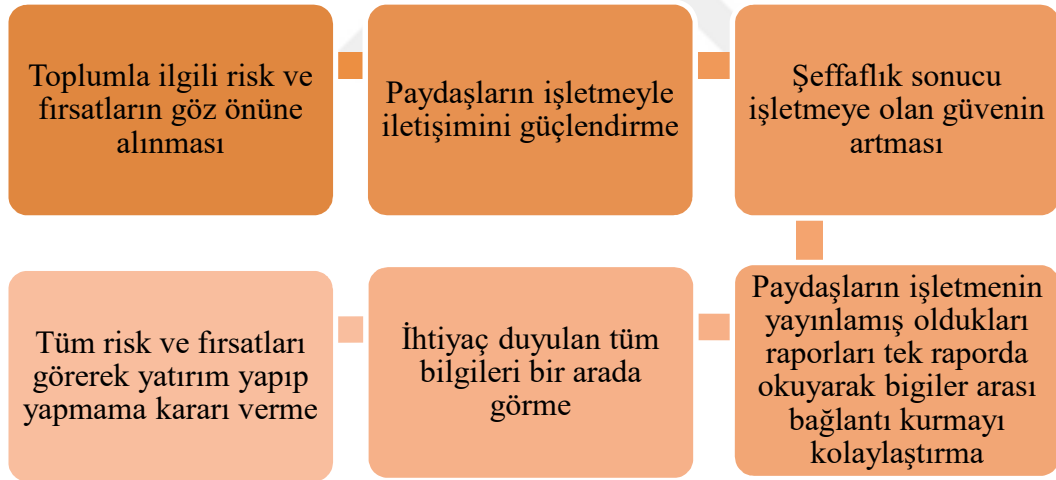 Toplumla ilgili risk ve
fırsatların göz önüne
alınması
Paydaşların işletmeyle
iletişimini güçlendirme
Şeffaflık sonucu
işletmeye olan güvenin
artması
Paydaşların işletmenin
yayınlamış oldukları
raporları tek raporda
okuyarak bigiler arası
bağlantı kurmayı
kolaylaştırma
İhtiyaç duyulan tüm
bilgileri bir arada
görme
Tüm risk ve fırsatları
görerek yatırım yapıp
yapmama kararı verme